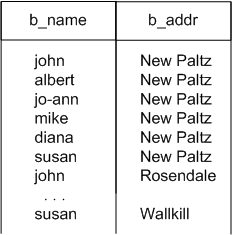 b_name b_addr
john New Paltz
albert New Paltz
jo-ann New Paltz
mike New Paltz
diana New Paltz
susan New Paltz
john Rosendale
. . .
susan Wallkill